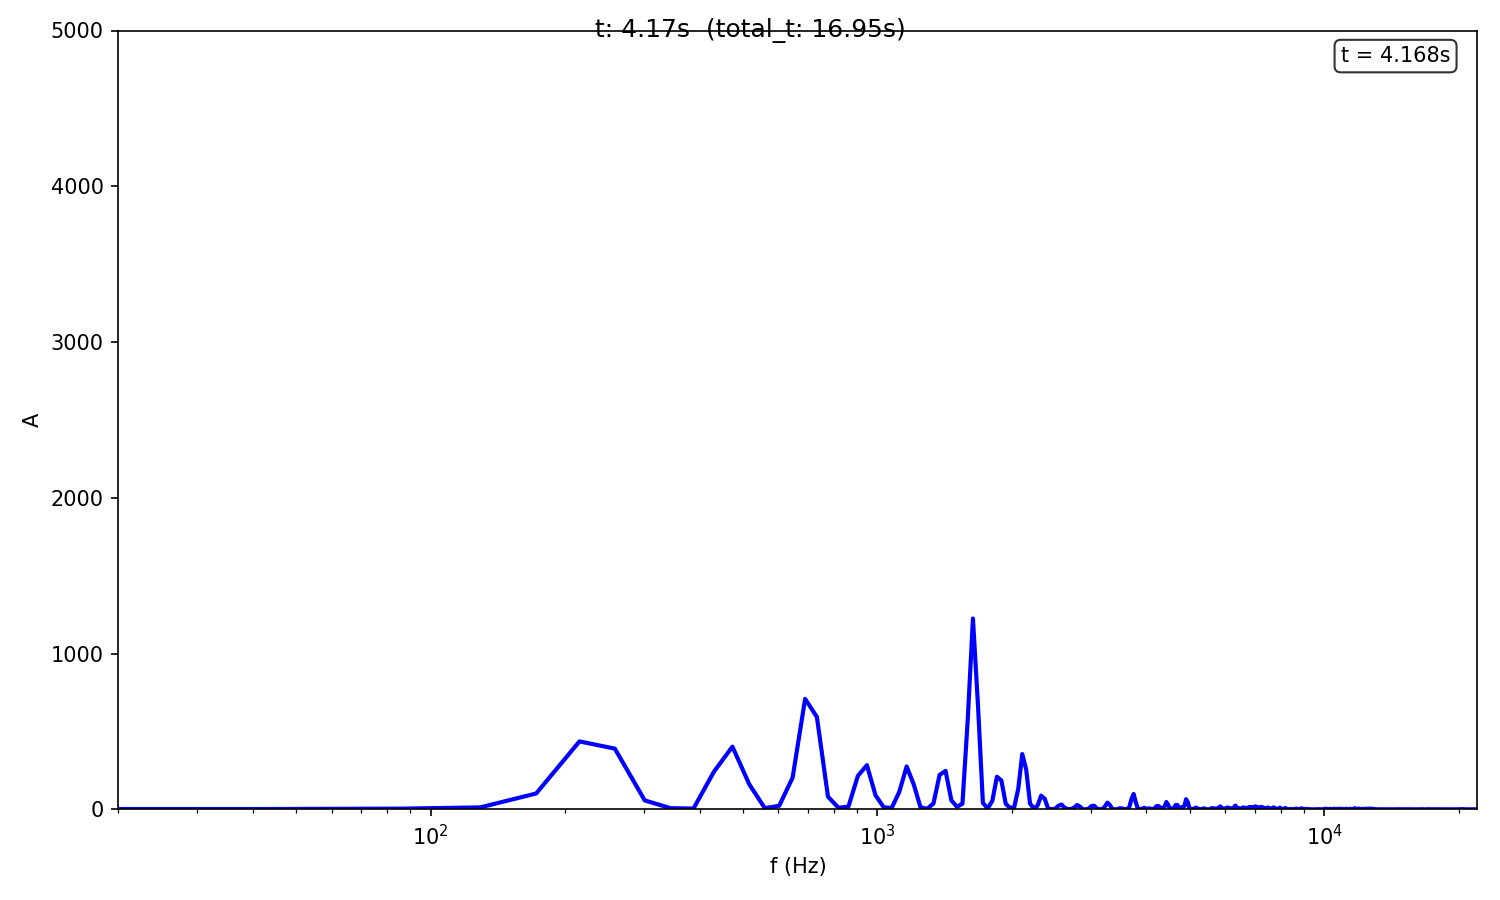 t: 4.17s (total_t: 16.95s)
t = 4.168s
5000
4000
3000
2000
1000
0
A
10²
10³
10⁴
f (Hz)